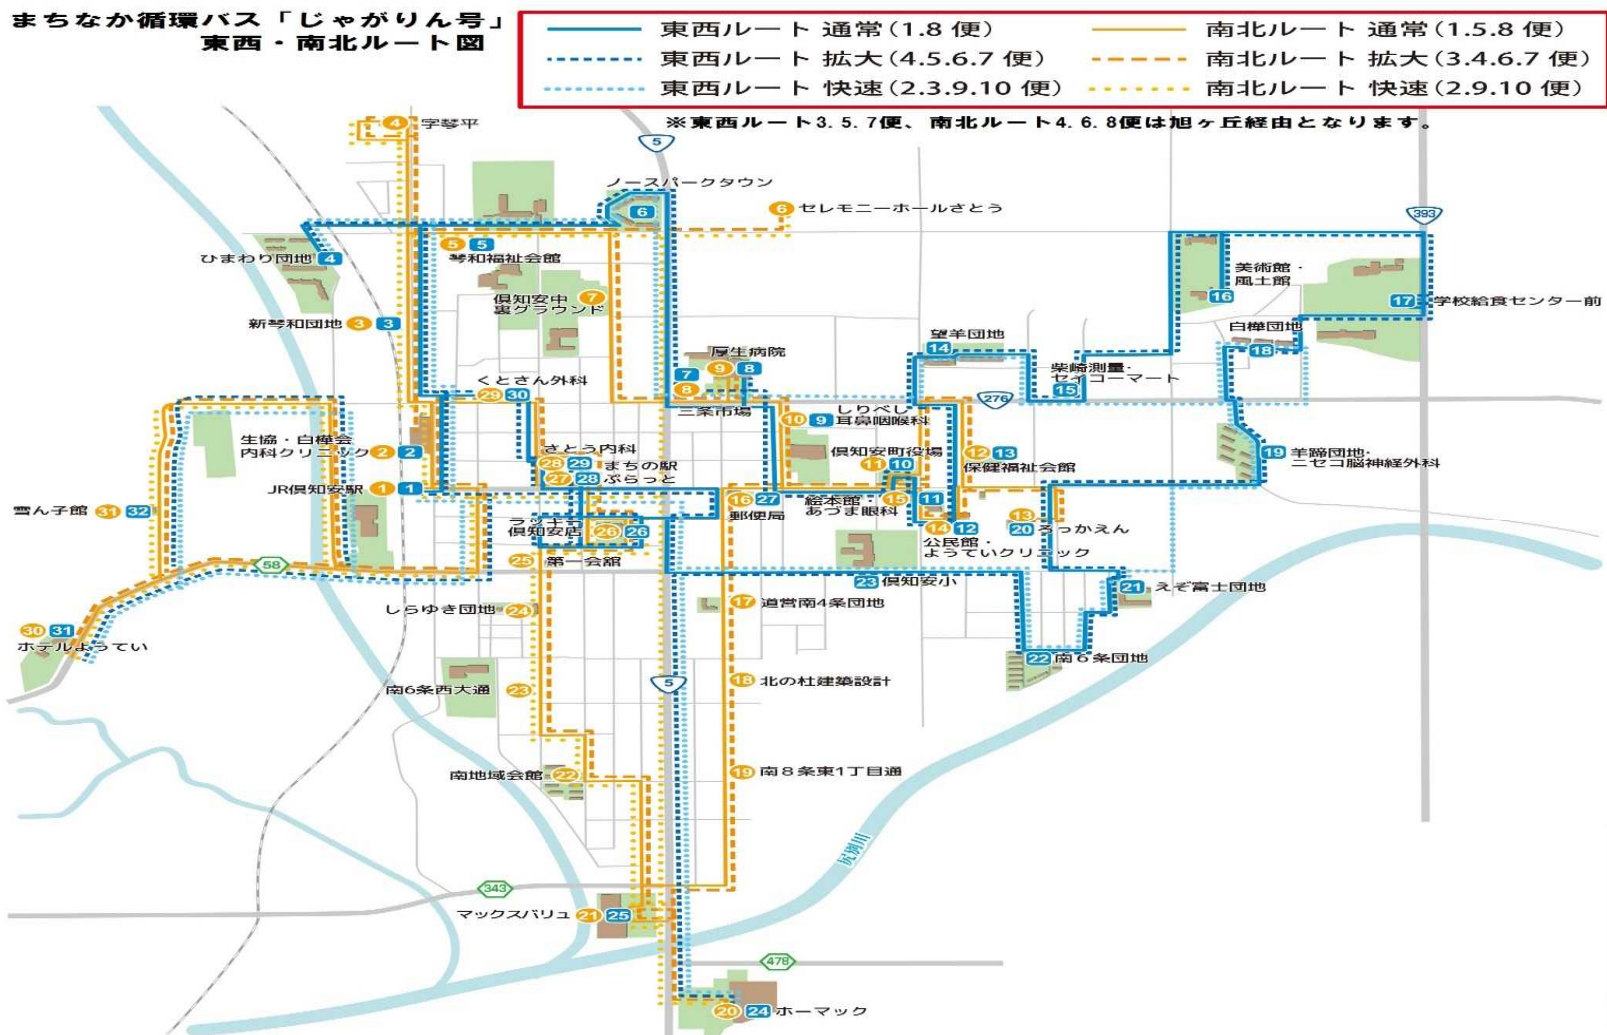 まちなか循環バス「じゃがりん号」
東西・南北ルート図
東西ルート 通常(1.8 便)
南北ルート 通常(1.5.8 便)
東西ルート 拡大(4.5.6.7 便)
南北ルート 拡大(3.4.6.7 便)
東西ルート 快速(2.3.9.10 便)
南北ルート 快速(2.9.10 便)
※東西ルート3.5.7便、南北ルート4.6.8便は旭ヶ丘経由となります。
4 字琴平
5
ノースパークタウン
6
6 セレモニーホールさとう
393
ひまわり団地 4
5 5
琴和福祉会館
美術館・
風土館
16
17 学校給食センター前
倶知安中
裏グラウンド
7
新琴和団地 3 3
望羊団地
14
白樺団地
18
厚生病院
9 8
7
8
三条市場
柴崎測量・
セイコーマート
15
くとさん外科
29 30
276
10 9 しりべし
耳鼻咽喉科
生協・白樺会
内科クリニック 2 2
さとう内科
28 29 まちの駅
27 28 ぷらっと
倶知安町役場
11 10
12 13
保健福祉会館
19 羊蹄団地・
ニセコ脳神経外科
JR倶知安駅 1 1
雪ん子館 31 32
16 27
郵便局
絵本館・
あづま眼科
15 11
13
20 ろっかえん
ラッキー
倶知安店
26 26
14 12
公民館・
ようていクリニック
58
25 第一会館
23 倶知安小
21 えぞ富士団地
しらゆき団地 24
17 道営南4条団地
30 31
ホテルようてい
22 南6条団地
南6条西大通 23
5
18 北の杜建築設計
南地域会館 22
19 南8条東1丁目通
尻別川
343
マックスバリュ 21 25
478
20 24 ホーマック